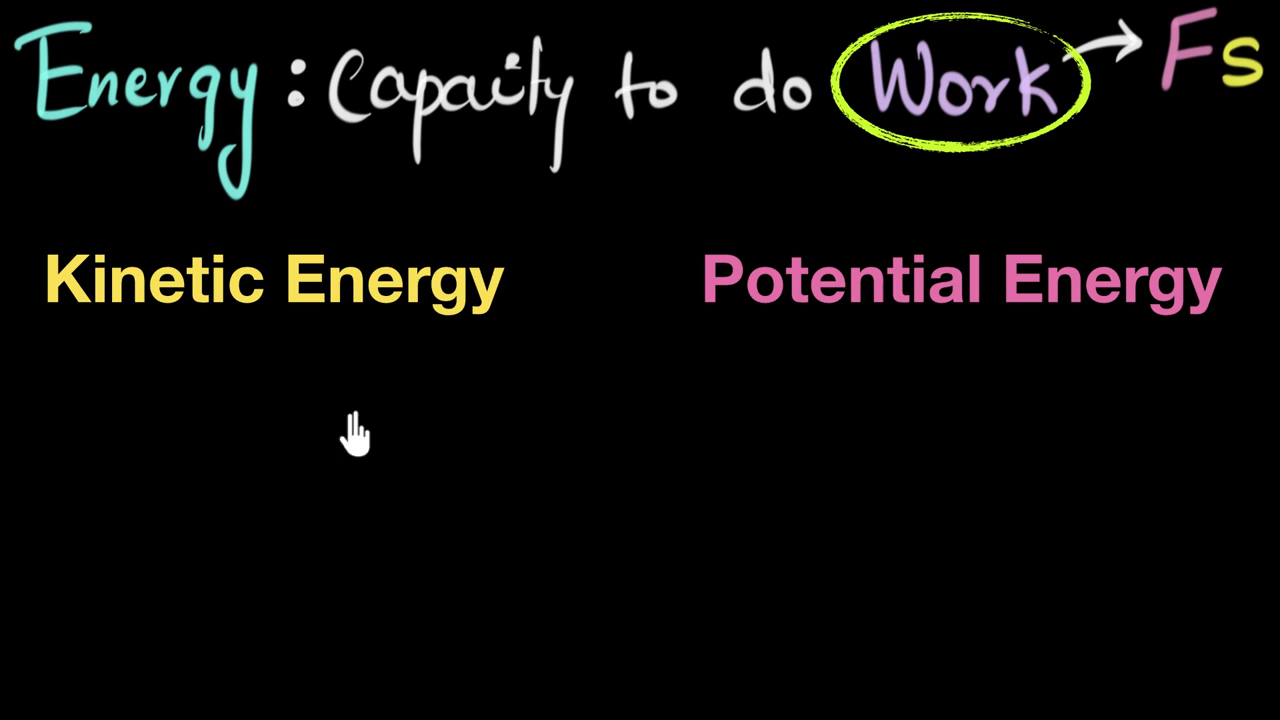 Energy : Capacity to do Work → Fs
Kinetic Energy
Potential Energy